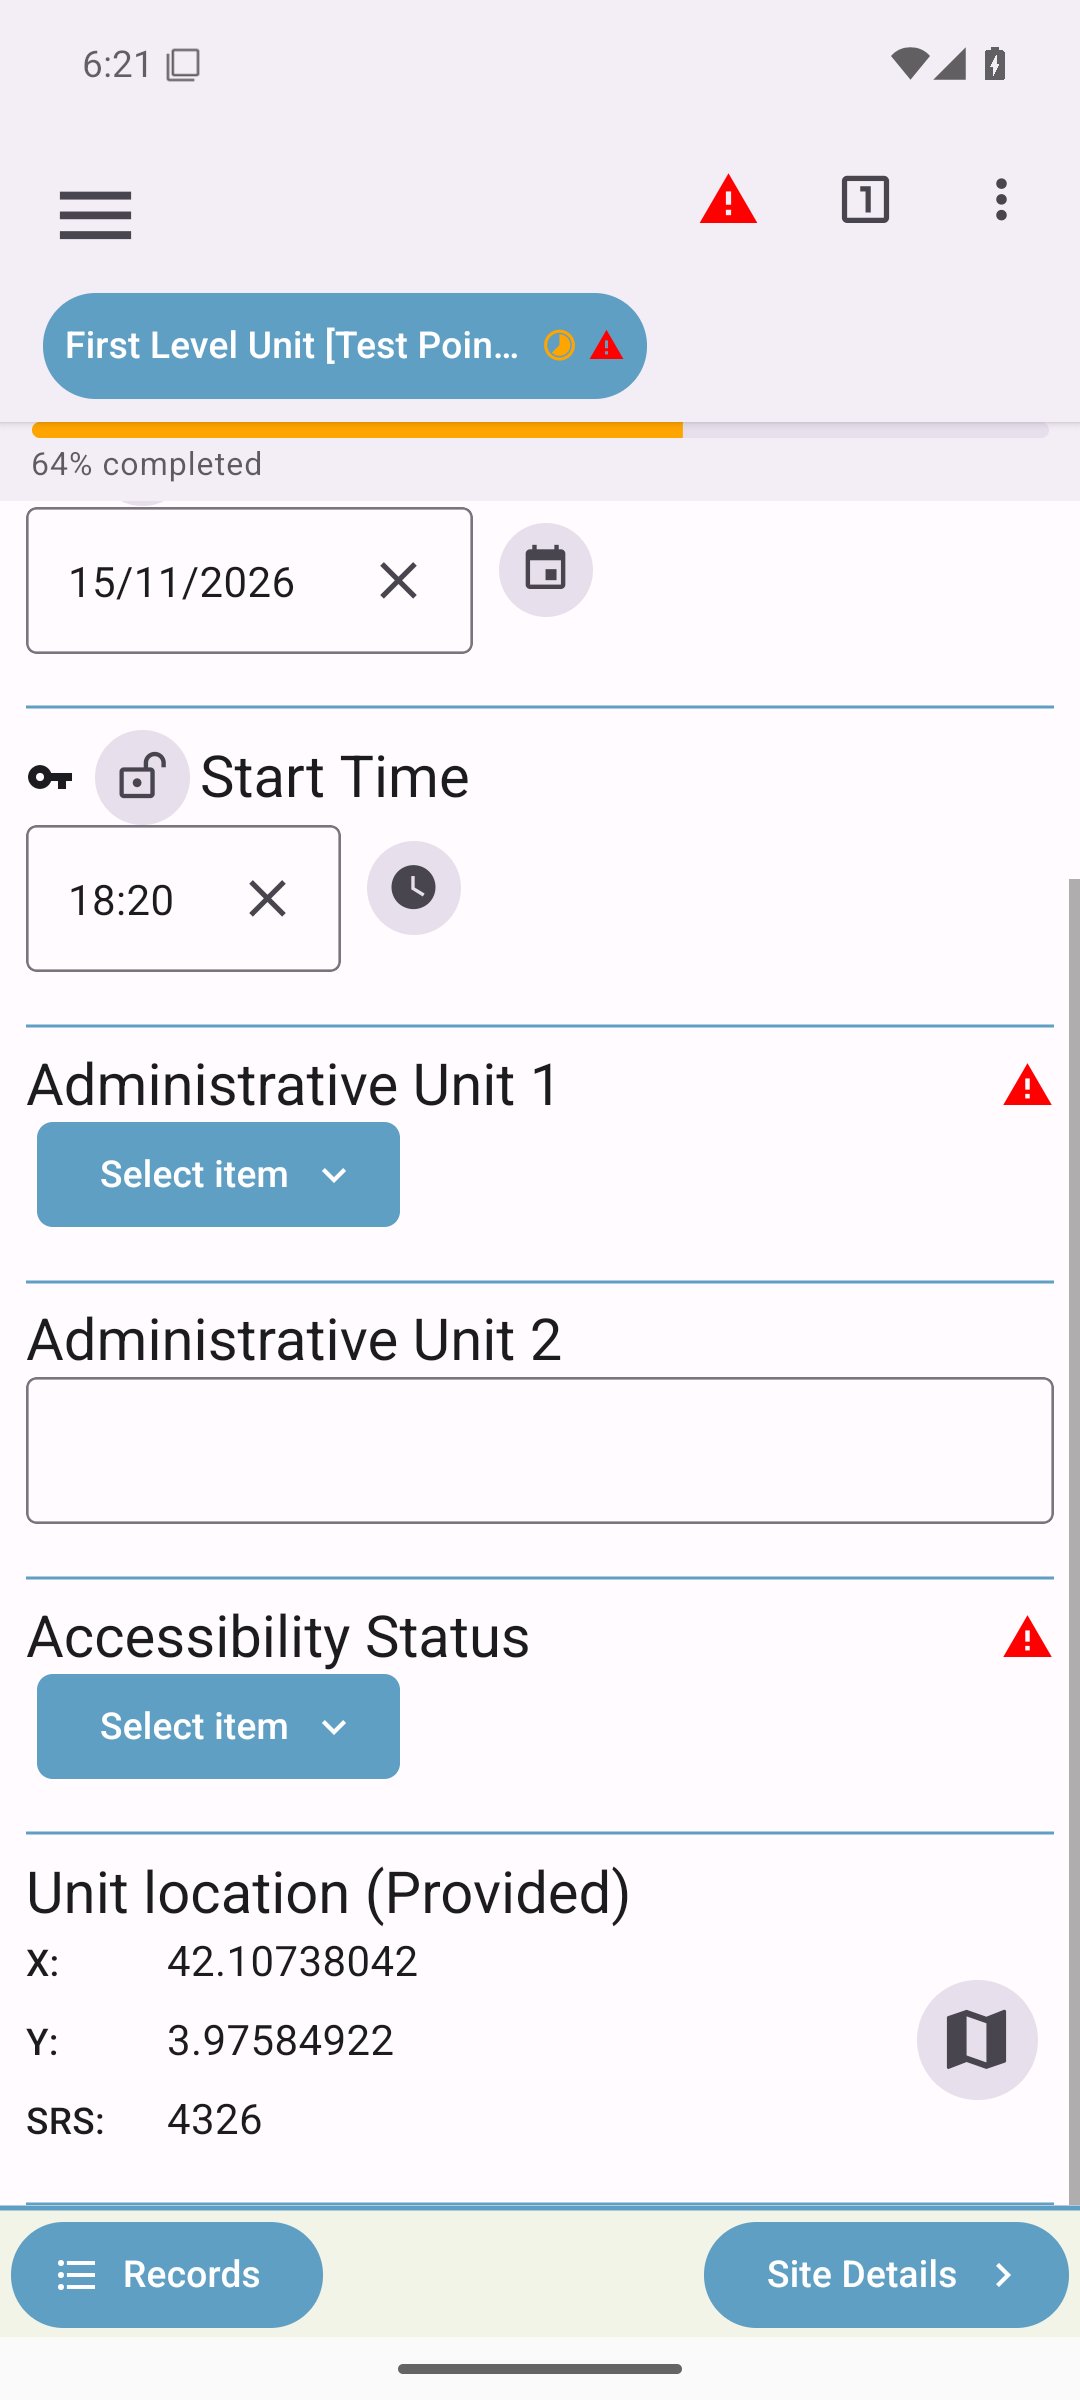 6:21
1
First Level Unit [Test Poin...
64% completed
15/11/2026
Start Time
18:20
Administrative Unit 1
Select item
Administrative Unit 2
Accessibility Status
Select item
Unit location (Provided)
X: 42.10738042
Y: 3.97584922
SRS: 4326
Records
Site Details